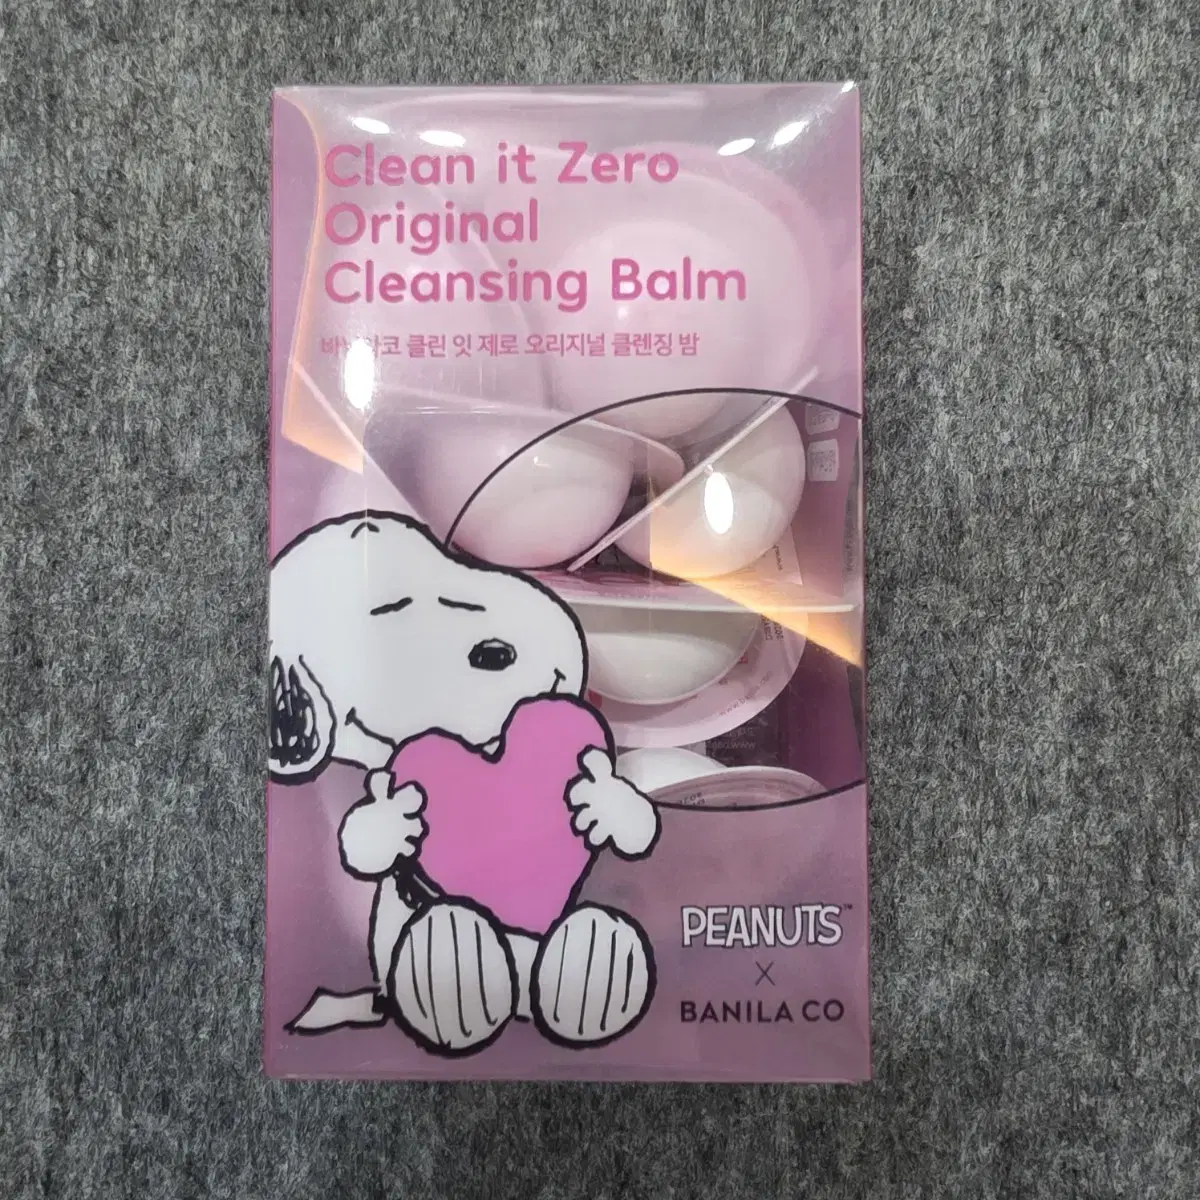 Clean it Zero
Original
Cleansing Balm
클린 잇 제로 오리지널 클렌징 밤
PEANUTS™
X
BANILA CO